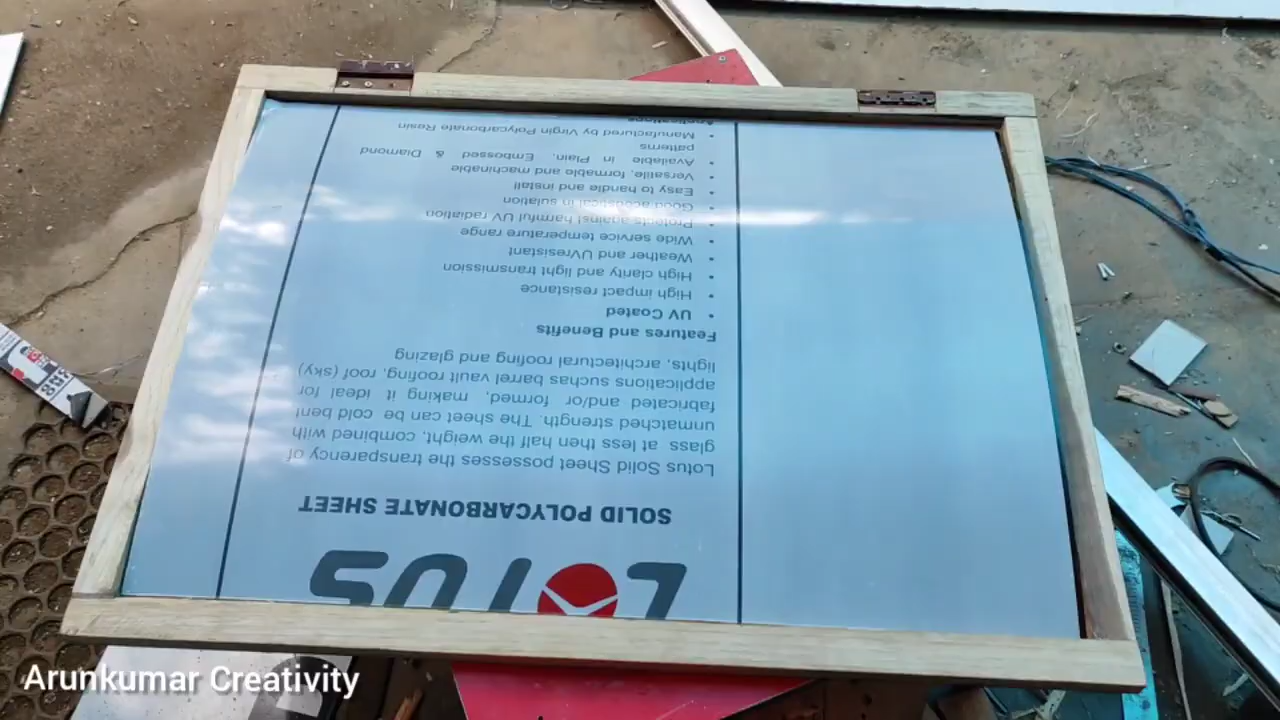 LOTUS
SOLID POLYCARBONATE SHEET
Lotus Solid Sheet possesses the transparency of
glass at less then half the weight, combined with
unmatched strength. The sheet can be cold bent
fabricated and/or formed, making it ideal for
applications suchas barrel vault roofing, roof (sky)
lights, architectural roofing and glazing
Features and Benefits
• UV Coated
• High impact resistance
• High clarity and light transmission
• Weather and UVresistant
• Wide service temperature range
• Protects against harmful UV radiation
• Good acoustical in sulation
• Easy to handle and install
• Versatile, formable and machinable
• Available in Plain, Embossed & Diamond
patterns
• Manufactured by Virgin Polycarbonate Resin
Applications
Arunkumar Creativity